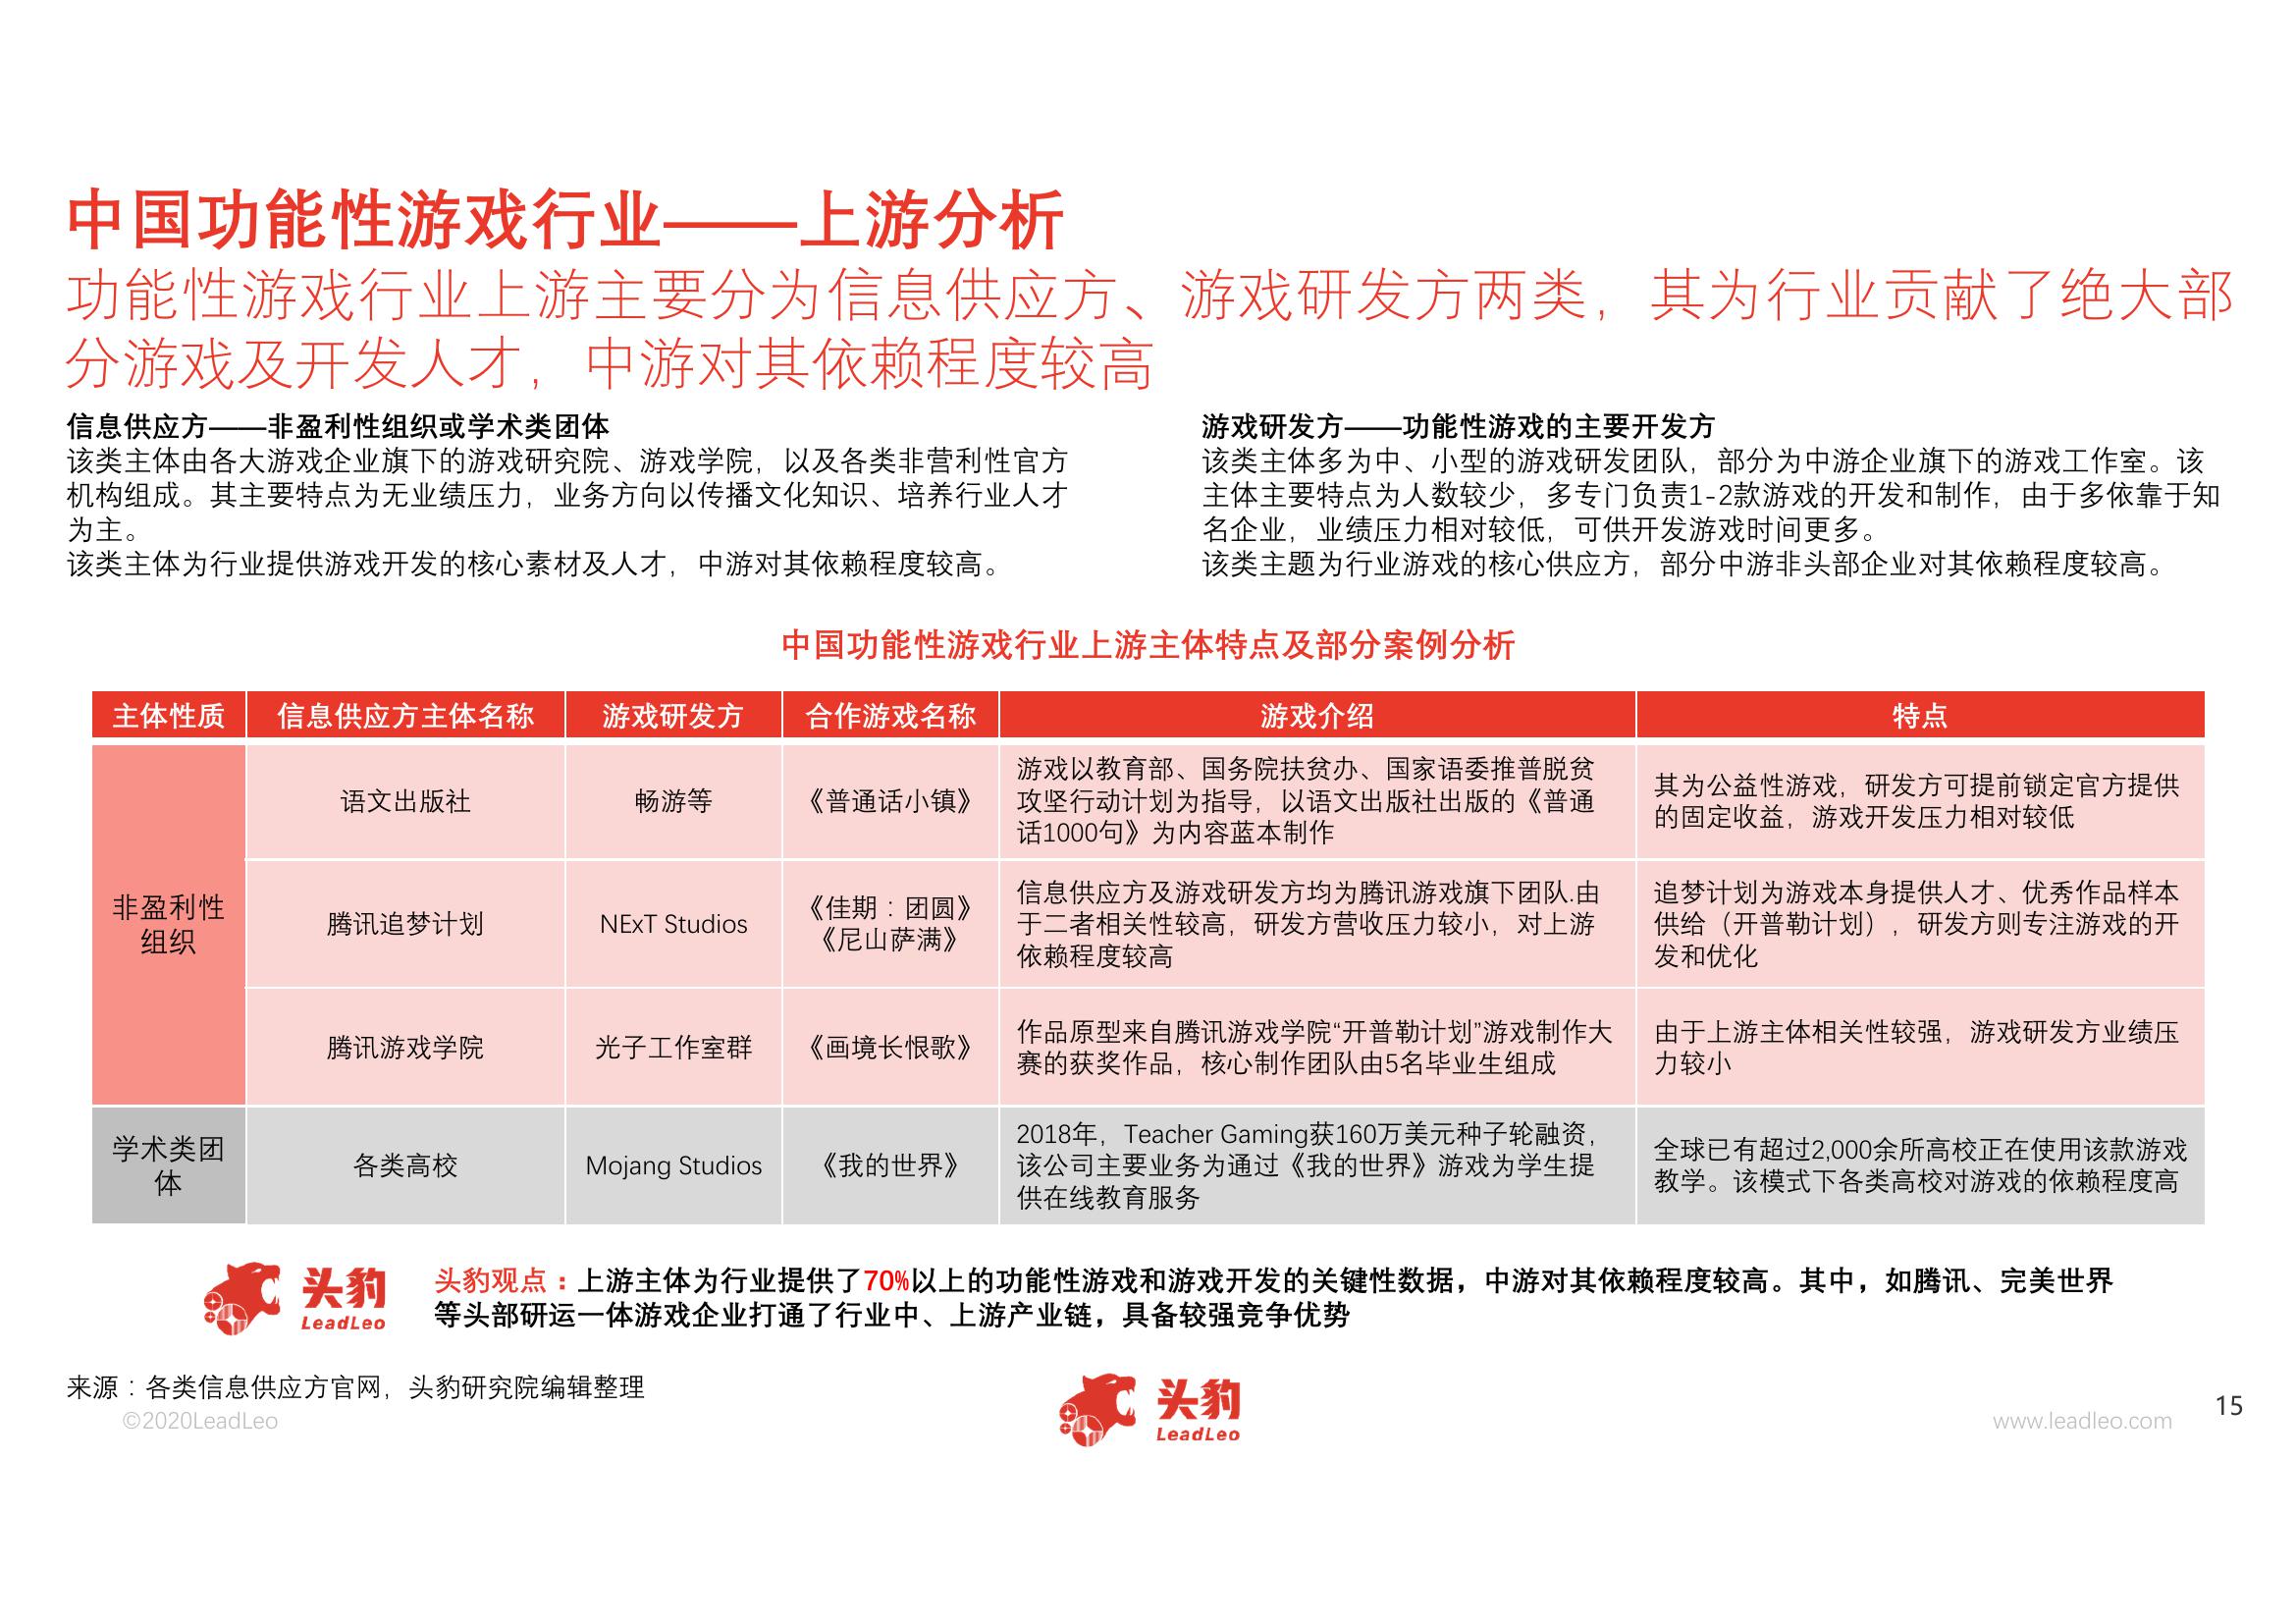 中国功能性游戏行业——上游分析
功能性游戏行业上游主要分为信息供应方、游戏研发方两类，其为行业贡献了绝大部
分游戏及开发人才，中游对其依赖程度较高
信息供应方——非盈利性组织或学术类团体
该类主体由各大游戏企业旗下的游戏研究院、游戏学院，以及各类非营利性官方
机构组成。其主要特点为无业绩压力，业务方向以传播文化知识、培养行业人才
为主。
该类主体为行业提供游戏开发的核心素材及人才，中游对其依赖程度较高。
游戏研发方——功能性游戏的主要开发方
该类主体多为中、小型的游戏研发团队，部分为中游企业旗下的游戏工作室。该
主体主要特点为人数较少，多专门负责1-2款游戏的开发和制作，由于多依靠于知
名企业，业绩压力相对较低，可供开发游戏时间更多。
该类主题为行业游戏的核心供应方，部分中游非头部企业对其依赖程度较高。
中国功能性游戏行业上游主体特点及部分案例分析
主体性质 信息供应方主体名称 游戏研发方 合作游戏名称 游戏介绍 特点
非盈利性
组织
语文出版社
畅游等
《普通话小镇》
游戏以教育部、国务院扶贫办、国家语委推普脱贫
攻坚行动计划为指导，以语文出版社出版的《普通
话1000句》为内容蓝本制作
其为公益性游戏，研发方可提前锁定官方提供
的固定收益，游戏开发压力相对较低
腾讯追梦计划
NExT Studios
《佳期：团圆》
《尼山萨满》
信息供应方及游戏研发方均为腾讯游戏旗下团队.由
于二者相关性较高，研发方营收压力较小，对上游
依赖程度较高
追梦计划为游戏本身提供人才、优秀作品样本
供给（开普勒计划），研发方则专注游戏的开
发和优化
腾讯游戏学院
光子工作室群
《画境长恨歌》
作品原型来自腾讯游戏学院“开普勒计划”游戏制作大
赛的获奖作品，核心制作团队由5名毕业生组成
由于上游主体相关性较强，游戏研发方业绩压
力较小
学术类团
体
各类高校
Mojang Studios
《我的世界》
2018年，Teacher Gaming获160万美元种子轮融资，
该公司主要业务为通过《我的世界》游戏为学生提
供在线教育服务
全球已有超过2,000余所高校正在使用该款游戏
教学。该模式下各类高校对游戏的依赖程度高
头豹
LeadLeo
头豹观点：上游主体为行业提供了70%以上的功能性游戏和游戏开发的关键性数据，中游对其依赖程度较高。其中，如腾讯、完美世界
等头部研运一体游戏企业打通了行业中、上游产业链，具备较强竞争优势
来源：各类信息供应方官网，头豹研究院编辑整理
©2020LeadLeo
头豹
LeadLeo
www.leadleo.com
15